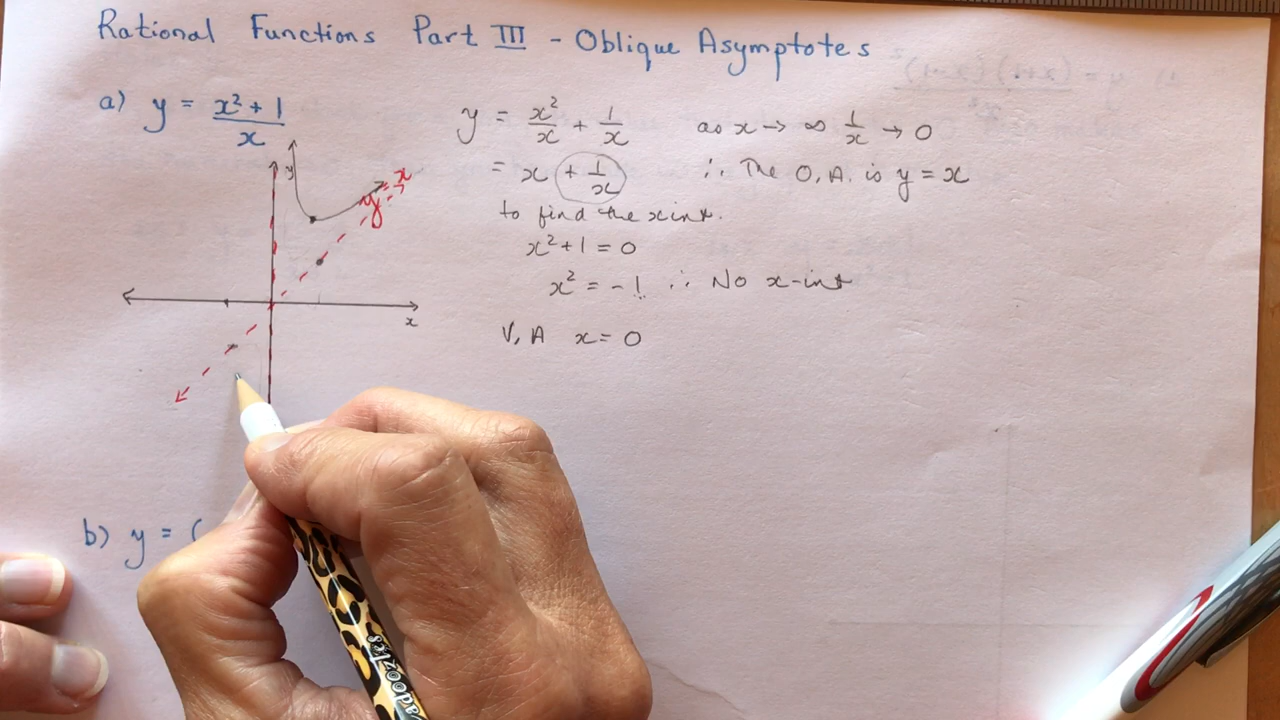 Rational Functions Part III - Oblique Asymptotes
a) y = x² + 1 / x
y = x²/x + 1/x
as x → ∞ 1/x → 0
= x + 1/x
∴ The O.A. is y = x
to find the x int.
x² + 1 = 0
x² = -1 ∴ No x-int
V.A x = 0
y
y = x
x
b) y = (